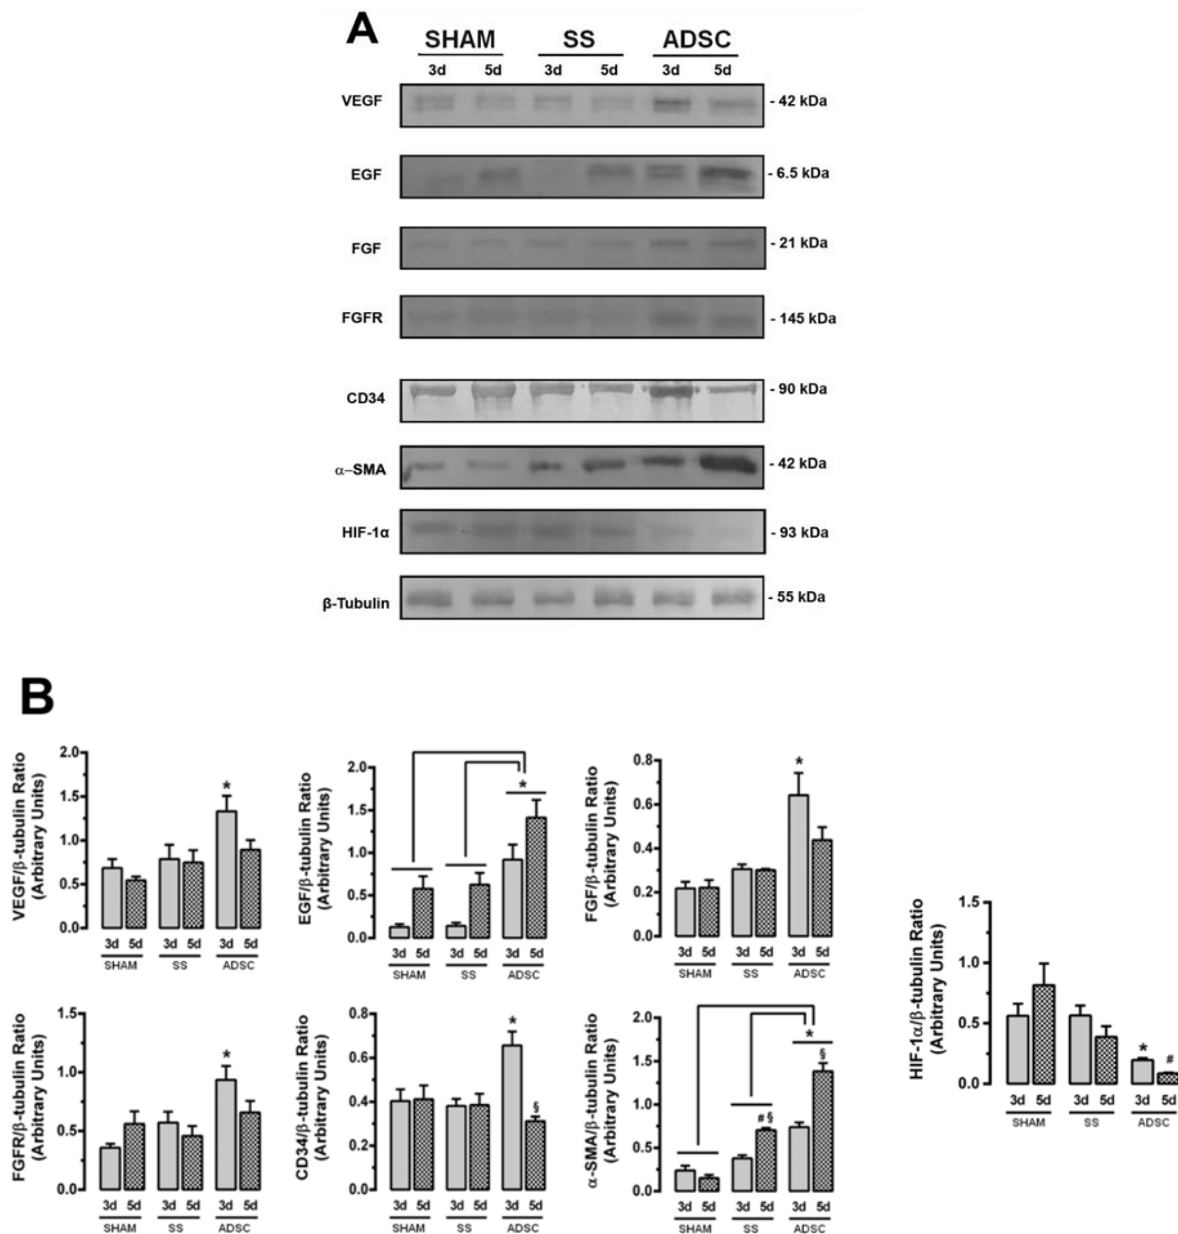 A
SHAM SS ADSC
3d 5d 3d 5d 3d 5d
VEGF - 42 kDa
EGF - 6.5 kDa
FGF - 21 kDa
FGFR - 145 kDa
CD34 - 90 kDa
α–SMA - 42 kDa
HIF-1α - 93 kDa
β-Tubulin - 55 kDa
B
VEGF/β-tubulin Ratio
(Arbitrary Units)
2.0
1.5
1.0
0.5
0.0
*
3d 5d 3d 5d 3d 5d
SHAM SS ADSC
EGF/β-tubulin Ratio
(Arbitrary Units)
2.0
1.5
1.0
0.5
0.0
*
3d 5d 3d 5d 3d 5d
SHAM SS ADSC
FGF/β-tubulin Ratio
(Arbitrary Units)
0.8
0.6
0.4
0.2
0.0
*
3d 5d 3d 5d 3d 5d
SHAM SS ADSC
FGFR/β-tubulin Ratio
(Arbitrary Units)
1.5
1.0
0.5
0.0
*
3d 5d 3d 5d 3d 5d
SHAM SS ADSC
CD34/β-tubulin Ratio
(Arbitrary Units)
0.8
0.6
0.4
0.2
0.0
*
§
3d 5d 3d 5d 3d 5d
SHAM SS ADSC
α-SMA/β-tubulin Ratio
(Arbitrary Units)
2.0
1.5
1.0
0.5
0.0
*
§
# §
3d 5d 3d 5d 3d 5d
SHAM SS ADSC
HIF-1α/β-tubulin Ratio
(Arbitrary Units)
1.5
1.0
0.5
0.0
* #
3d 5d 3d 5d 3d 5d
SHAM SS ADSC